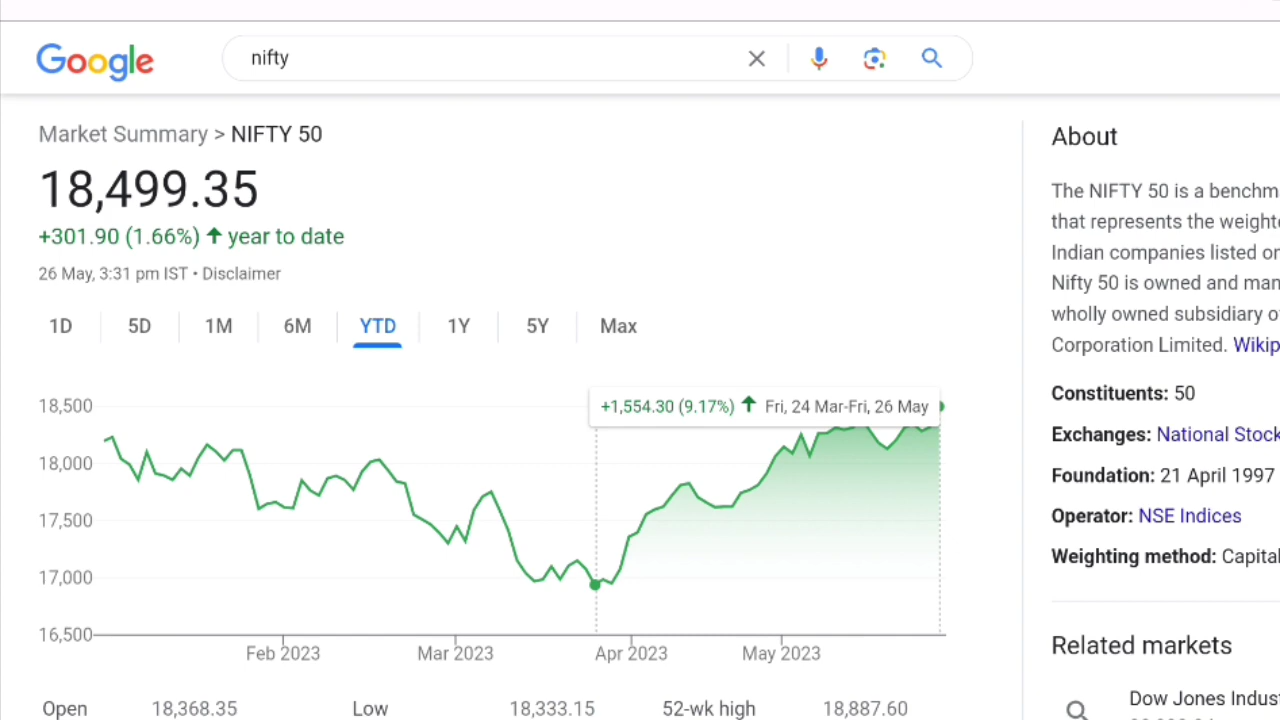 Google
nifty
Market Summary > NIFTY 50
18,499.35
+301.90 (1.66%) ↑ year to date
26 May, 3:31 pm IST • Disclaimer
1D 5D 1M 6M YTD 1Y 5Y Max
+1,554.30 (9.17%) ↑ Fri, 24 Mar-Fri, 26 May
18,500
18,000
17,500
17,000
16,500
Feb 2023 Mar 2023 Apr 2023 May 2023
Open 18,368.35 Low 18,333.15 52-wk high 18,887.60
About
The NIFTY 50 is a benchm
that represents the weight
Indian companies listed on
Nifty 50 is owned and man
wholly owned subsidiary o
Corporation Limited. Wikip
Constituents: 50
Exchanges: National Stock
Foundation: 21 April 1997
Operator: NSE Indices
Weighting method: Capital
Related markets
Dow Jones Indus